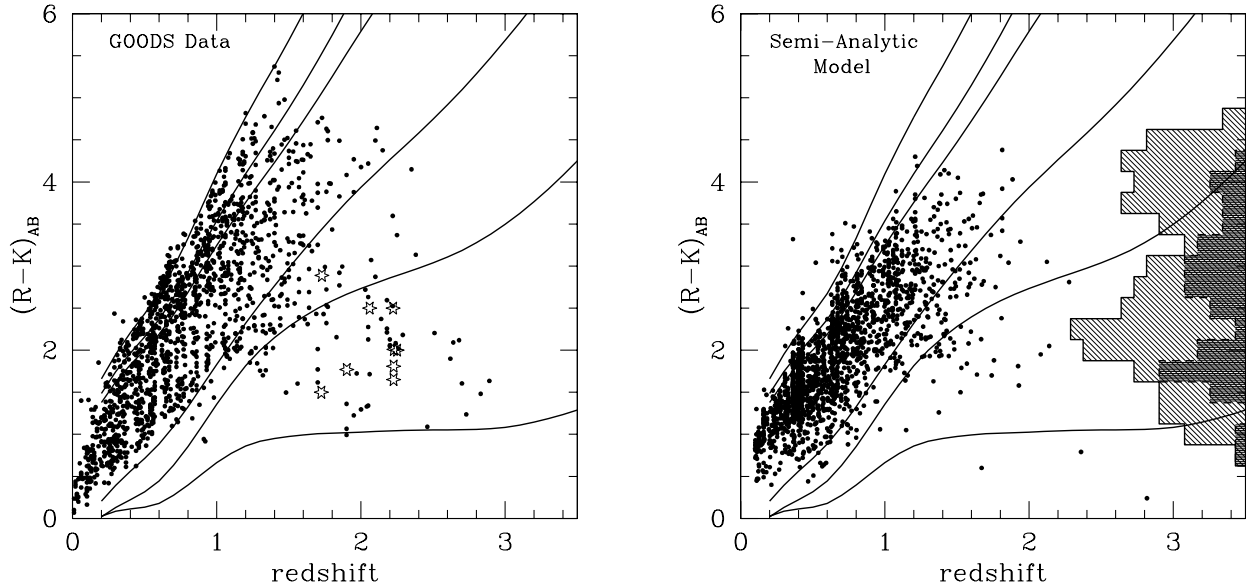 GOODS Data
6
4
2
0
(R−K)AB
0 1 2 3
redshift
Semi−Analytic
Model
6
4
2
0
(R−K)AB
0 1 2 3
redshift